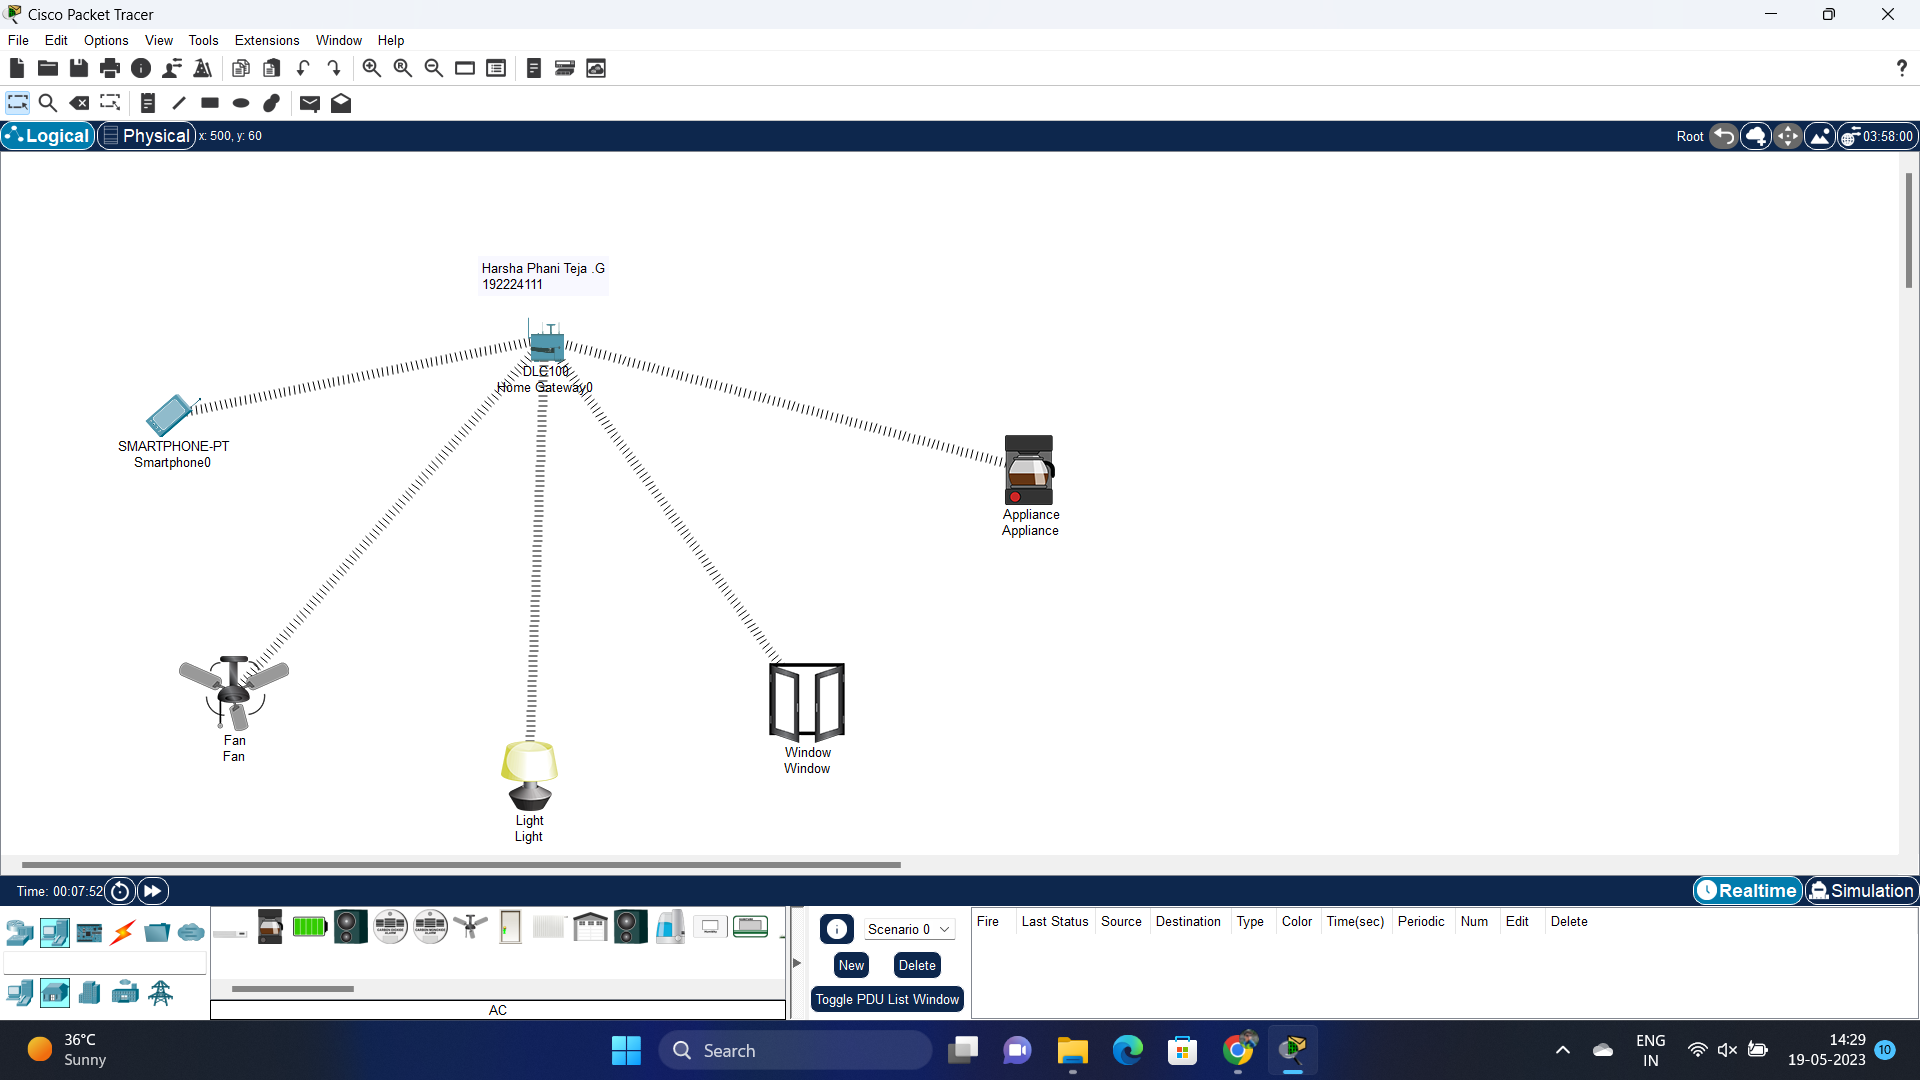 Cisco Packet Tracer
File Edit Options View Tools Extensions Window Help
?
Logical Physical x: 500, y: 60 Root 03:58:00
Harsha Phani Teja .G
192224111
DLC100
Home Gateway0
SMARTPHONE-PT
Smartphone0
Appliance
Appliance
Fan
Fan
Window
Window
Light
Light
Time: 00:07:52 Realtime Simulation
Scenario 0
New Delete
Toggle PDU List Window
Fire Last Status Source Destination Type Color Time(sec) Periodic Num Edit Delete
AC
36°C
Sunny
Search
ENG
IN
14:29
19-05-2023
10